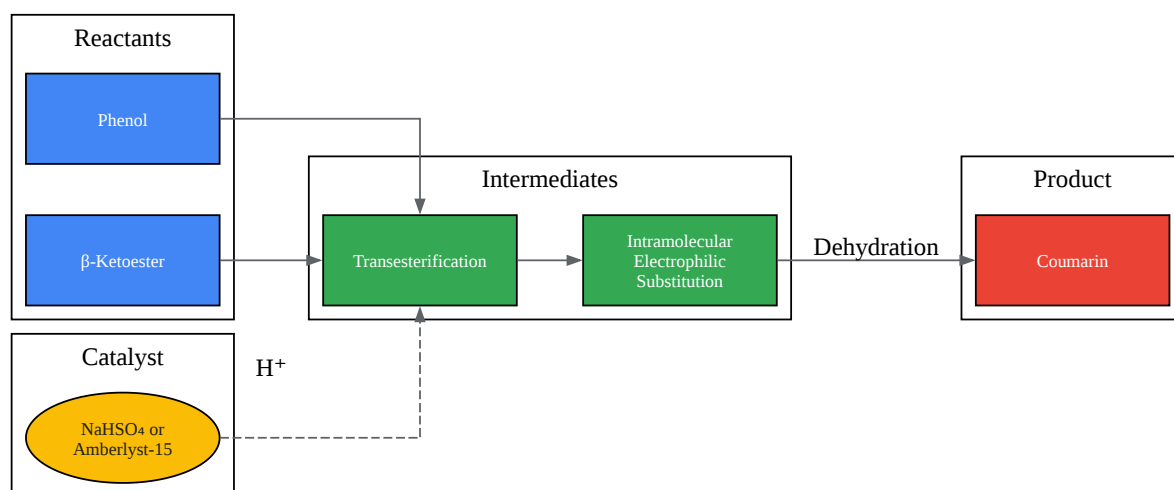 Reactants
Phenol
β-Ketoester
Intermediates
Transesterification
Intramolecular
Electrophilic
Substitution
Dehydration
Product
Coumarin
Catalyst
H⁺
NaHSO₄ or
Amberlyst-15